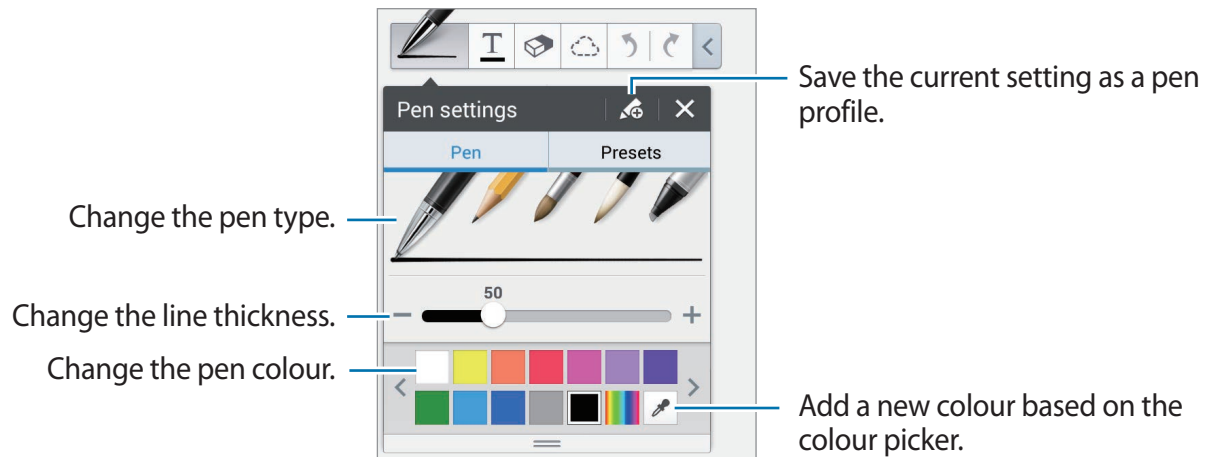 T
Save the current setting as a pen
profile.
Pen settings
Pen
Presets
Change the pen type.
50
Change the line thickness.
Change the pen colour.
Add a new colour based on the
colour picker.